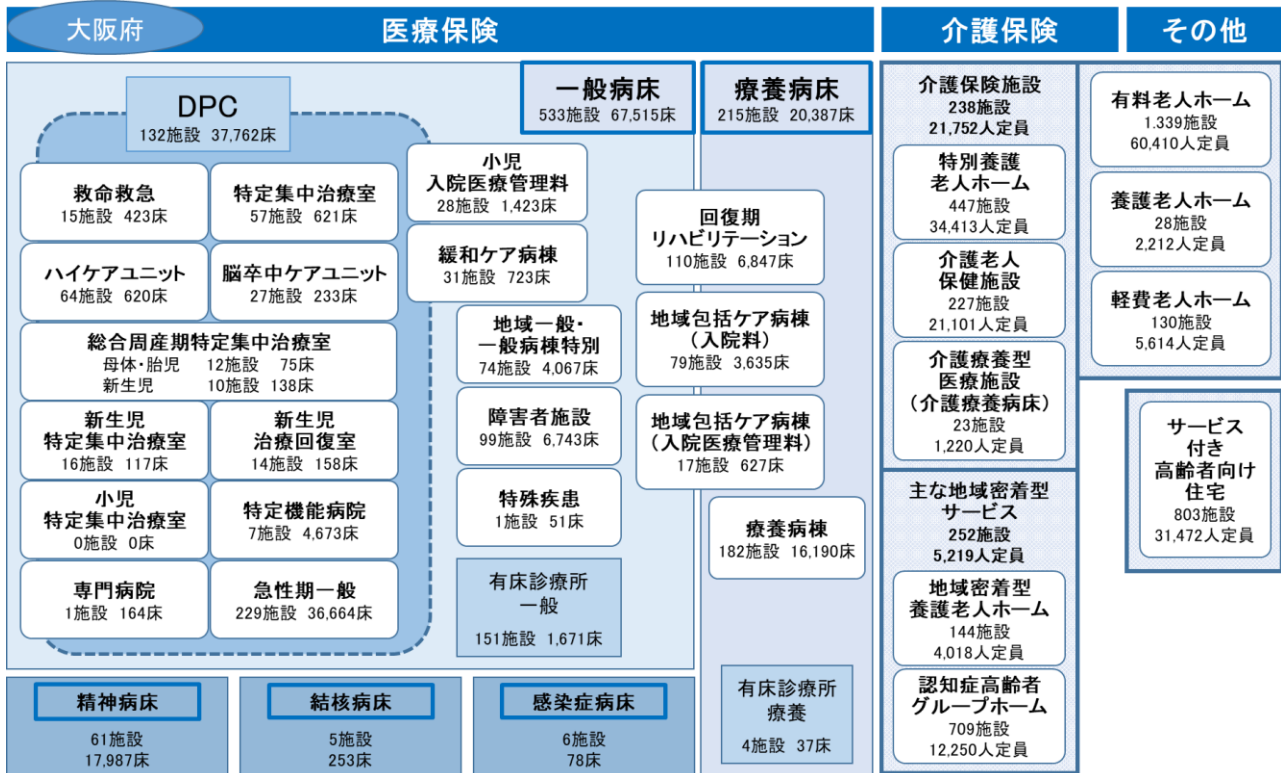 大阪府
医療保険
介護保険
その他
一般病床
533施設 67,515床
療養病床
215施設 20,387床
DPC
132施設 37,762床
救命救急
15施設 423床
特定集中治療室
57施設 621床
ハイケアユニット
64施設 620床
脳卒中ケアユニット
27施設 233床
総合周産期特定集中治療室
母体・胎児 12施設 75床
新生児 10施設 138床
新生児
特定集中治療室
16施設 117床
新生児
治療回復室
14施設 158床
小児
特定集中治療室
0施設 0床
特定機能病院
7施設 4,673床
専門病院
1施設 164床
急性期一般
229施設 36,664床
小児
入院医療管理料
28施設 1,423床
緩和ケア病棟
31施設 723床
地域一般・
一般病棟特別
74施設 4,067床
障害者施設
99施設 6,743床
特殊疾患
1施設 51床
有床診療所
一般
151施設 1,671床
回復期
リハビリテーション
110施設 6,847床
地域包括ケア病棟
(入院料)
79施設 3,635床
地域包括ケア病棟
(入院医療管理料)
17施設 627床
療養病棟
182施設 16,190床
有床診療所
療養
4施設 37床
精神病床
61施設
17,987床
結核病床
5施設
253床
感染症病床
6施設
78床
介護保険施設
238施設
21,752人定員
特別養護
老人ホーム
447施設
34,413人定員
介護老人
保健施設
227施設
21,101人定員
介護療養型
医療施設
(介護療養病床)
23施設
1,220人定員
主な地域密着型
サービス
252施設
5,219人定員
地域密着型
養護老人ホーム
144施設
4,018人定員
認知症高齢者
グループホーム
709施設
12,250人定員
有料老人ホーム
1.339施設
60,410人定員
養護老人ホーム
28施設
2,212人定員
軽費老人ホーム
130施設
5,614人定員
サービス
付き
高齢者向け
住宅
803施設
31,472人定員